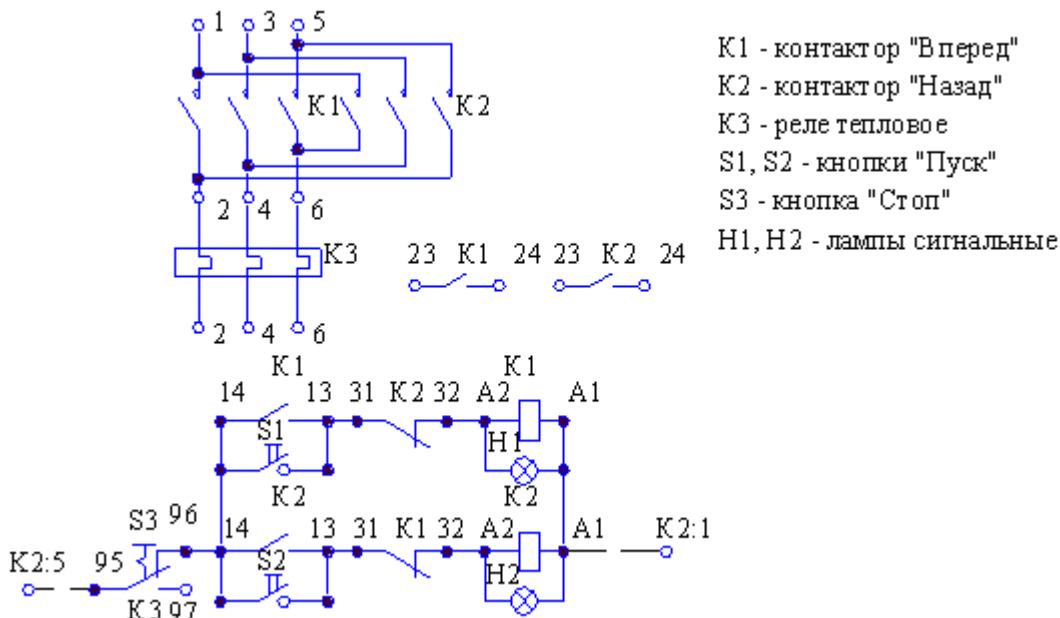 1 3 5
К1 - контактор "Вперед"
К2 - контактор "Назад"
К3 - реле тепловое
S1, S2 - кнопки "Пуск"
S3 - кнопка "Стоп"
Н1, Н2 - лампы сигнальные
К1 К2
2 4 6
К3
23 К1 24 23 К2 24
2 4 6
К1 К1
14 13 31 К2 32 А2 А1
S1 Н1
К2 К2
S3 96 14 13 31 К1 32 А2 А1 К2:1
К2:5 95 S2 Н2
К3 97